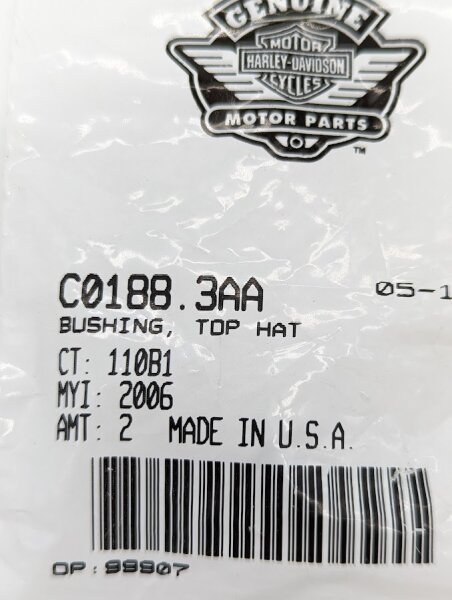 GENUINE
MOTOR
HARLEY-DAVIDSON
CYCLES
MOTOR PARTS
TM
C0188.3AA 05-1
BUSHING, TOP HAT
CT: 110B1
MYI: 2006
AMT: 2 MADE IN U.S.A.
OP: 99907